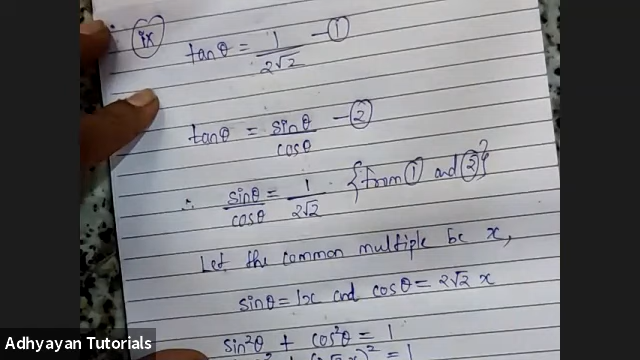 ix
tanθ = 1/2√2 —①
tanθ = sinθ/cosθ —②
∴ sinθ/cosθ = 1/2√2 {from ① and ②}
Let the common multiple be x,
sinθ = 1x and cosθ = 2√2 x
sin²θ + cos²θ = 1
Adhyayan Tutorials